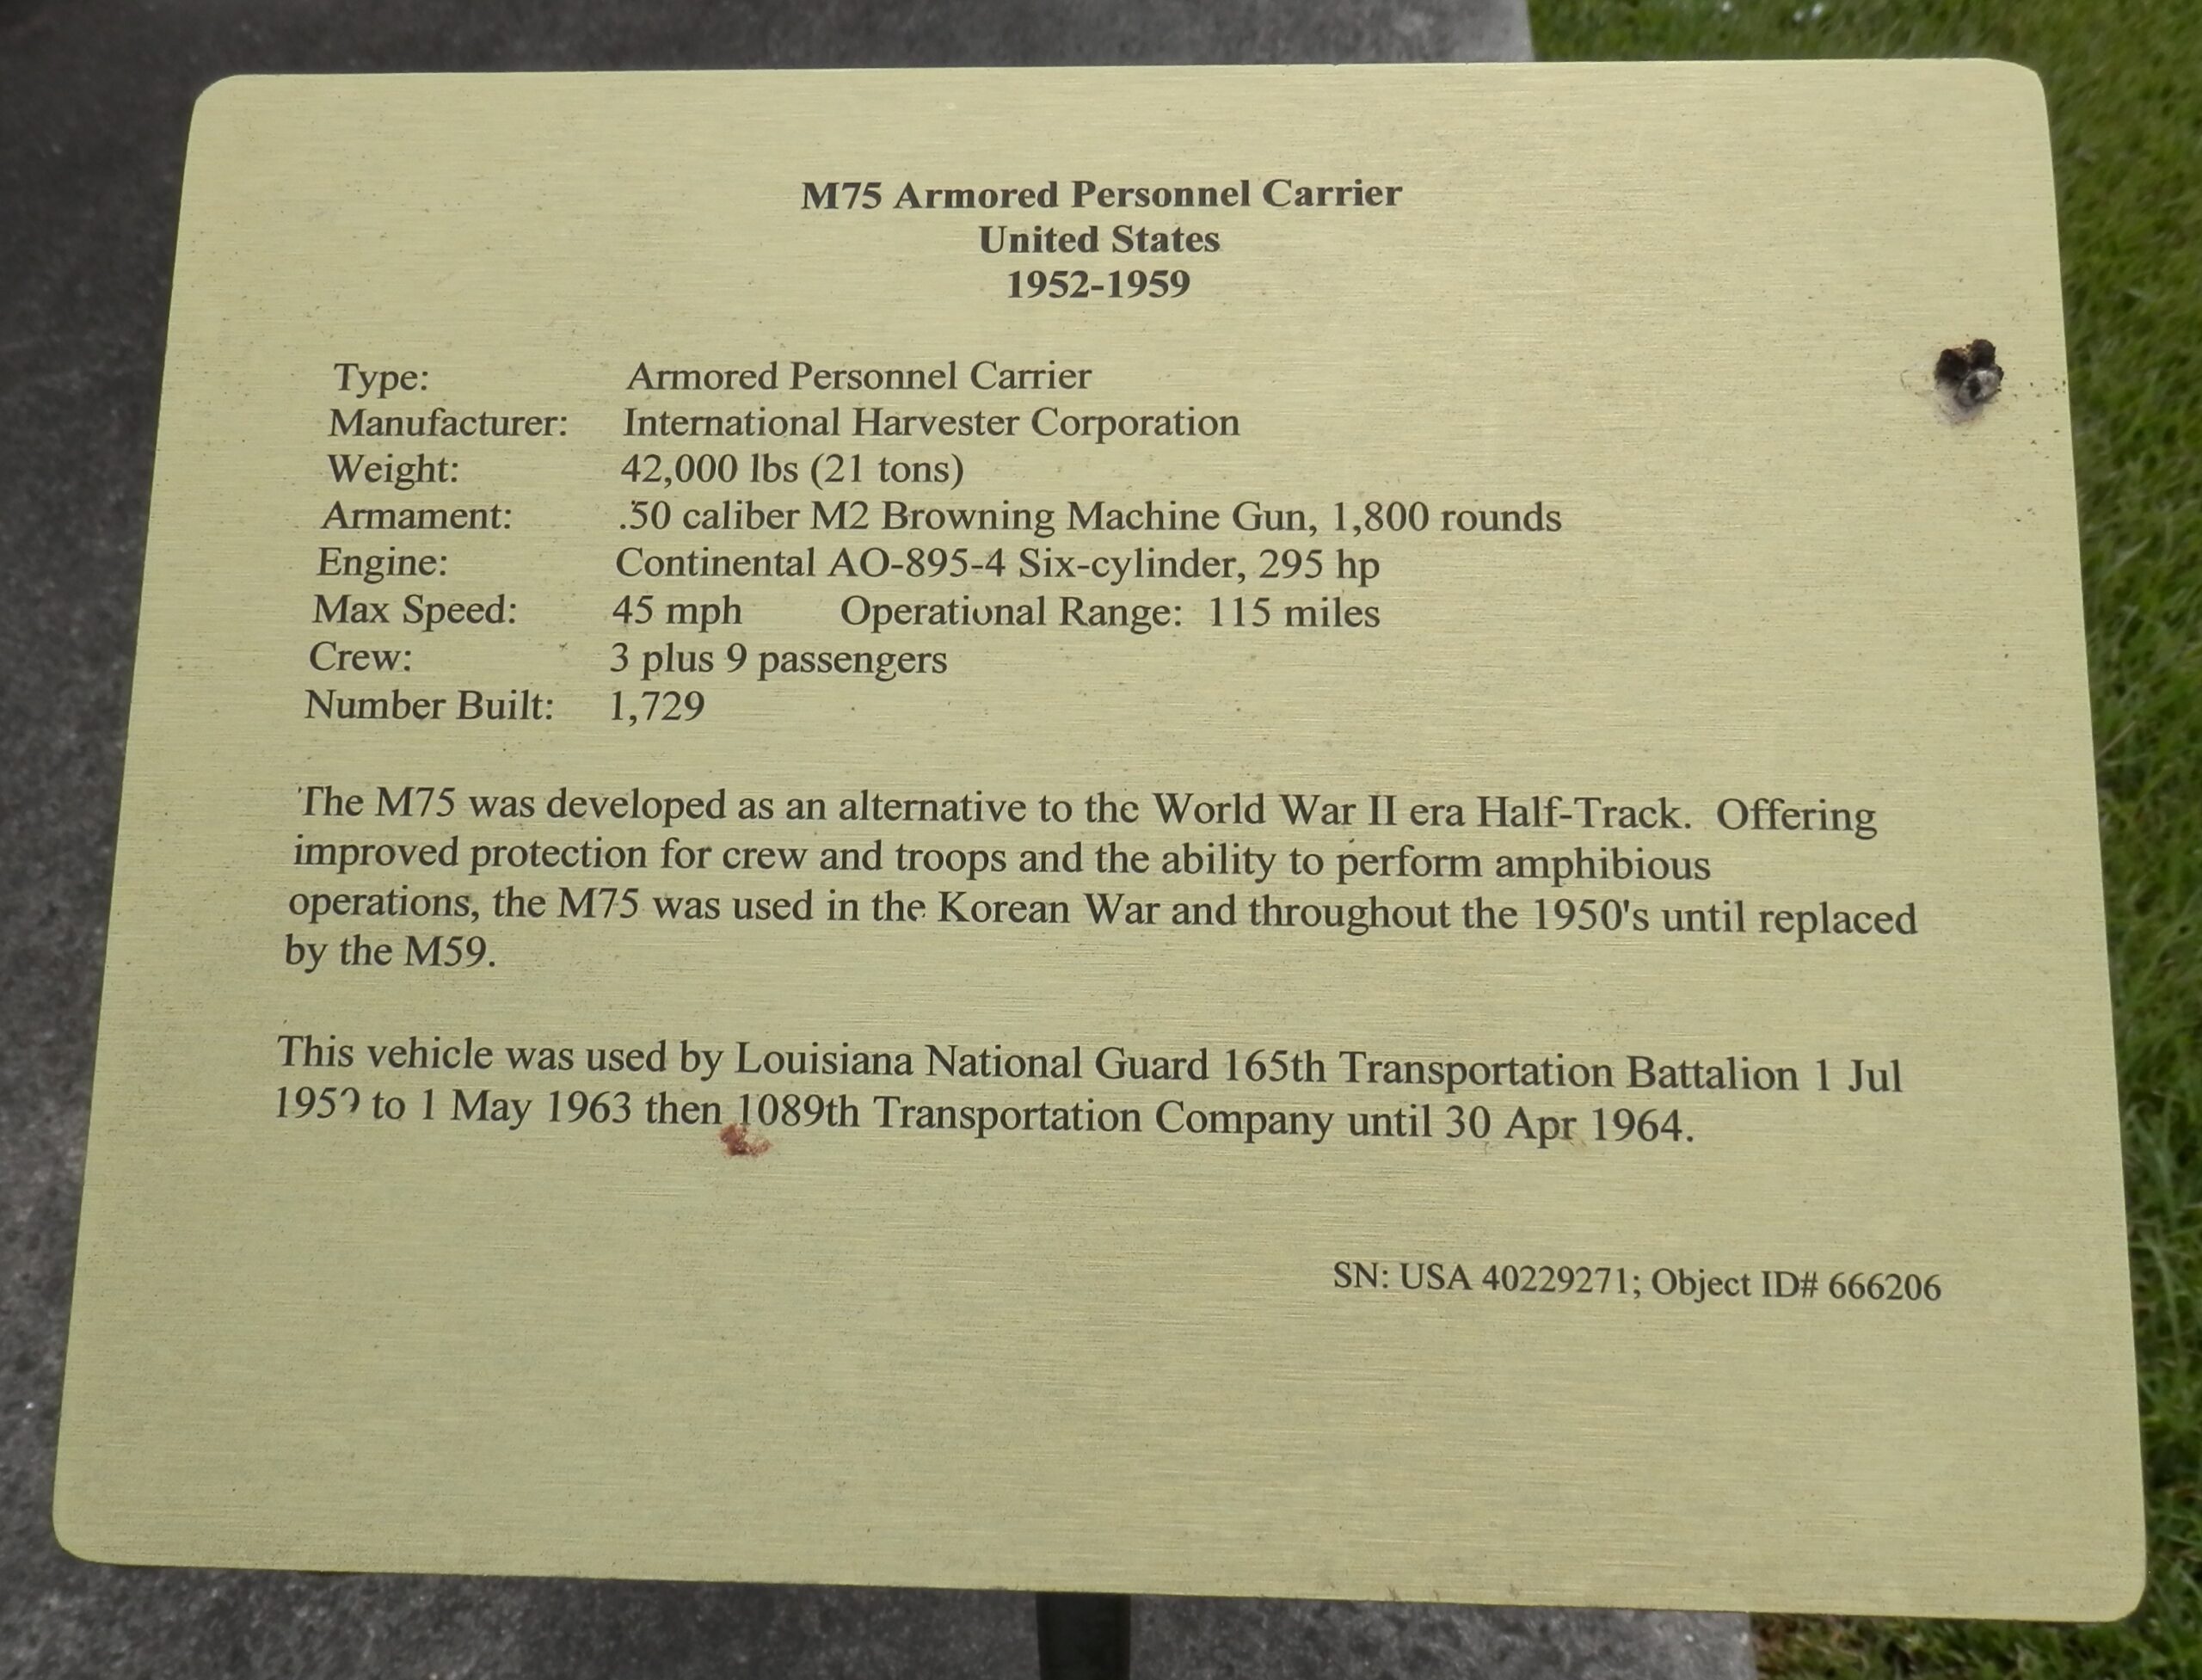 M75 Armored Personnel Carrier
United States
1952-1959
Type: Armored Personnel Carrier
Manufacturer: International Harvester Corporation
Weight: 42,000 lbs (21 tons)
Armament: .50 caliber M2 Browning Machine Gun, 1,800 rounds
Engine: Continental AO-895-4 Six-cylinder, 295 hp
Max Speed: 45 mph Operational Range: 115 miles
Crew: 3 plus 9 passengers
Number Built: 1,729
The M75 was developed as an alternative to the World War II era Half-Track. Offering
improved protection for crew and troops and the ability to perform amphibious
operations, the M75 was used in the Korean War and throughout the 1950's until replaced
by the M59.
This vehicle was used by Louisiana National Guard 165th Transportation Battalion 1 Jul
1959 to 1 May 1963 then 1089th Transportation Company until 30 Apr 1964.
SN: USA 40229271; Object ID# 666206